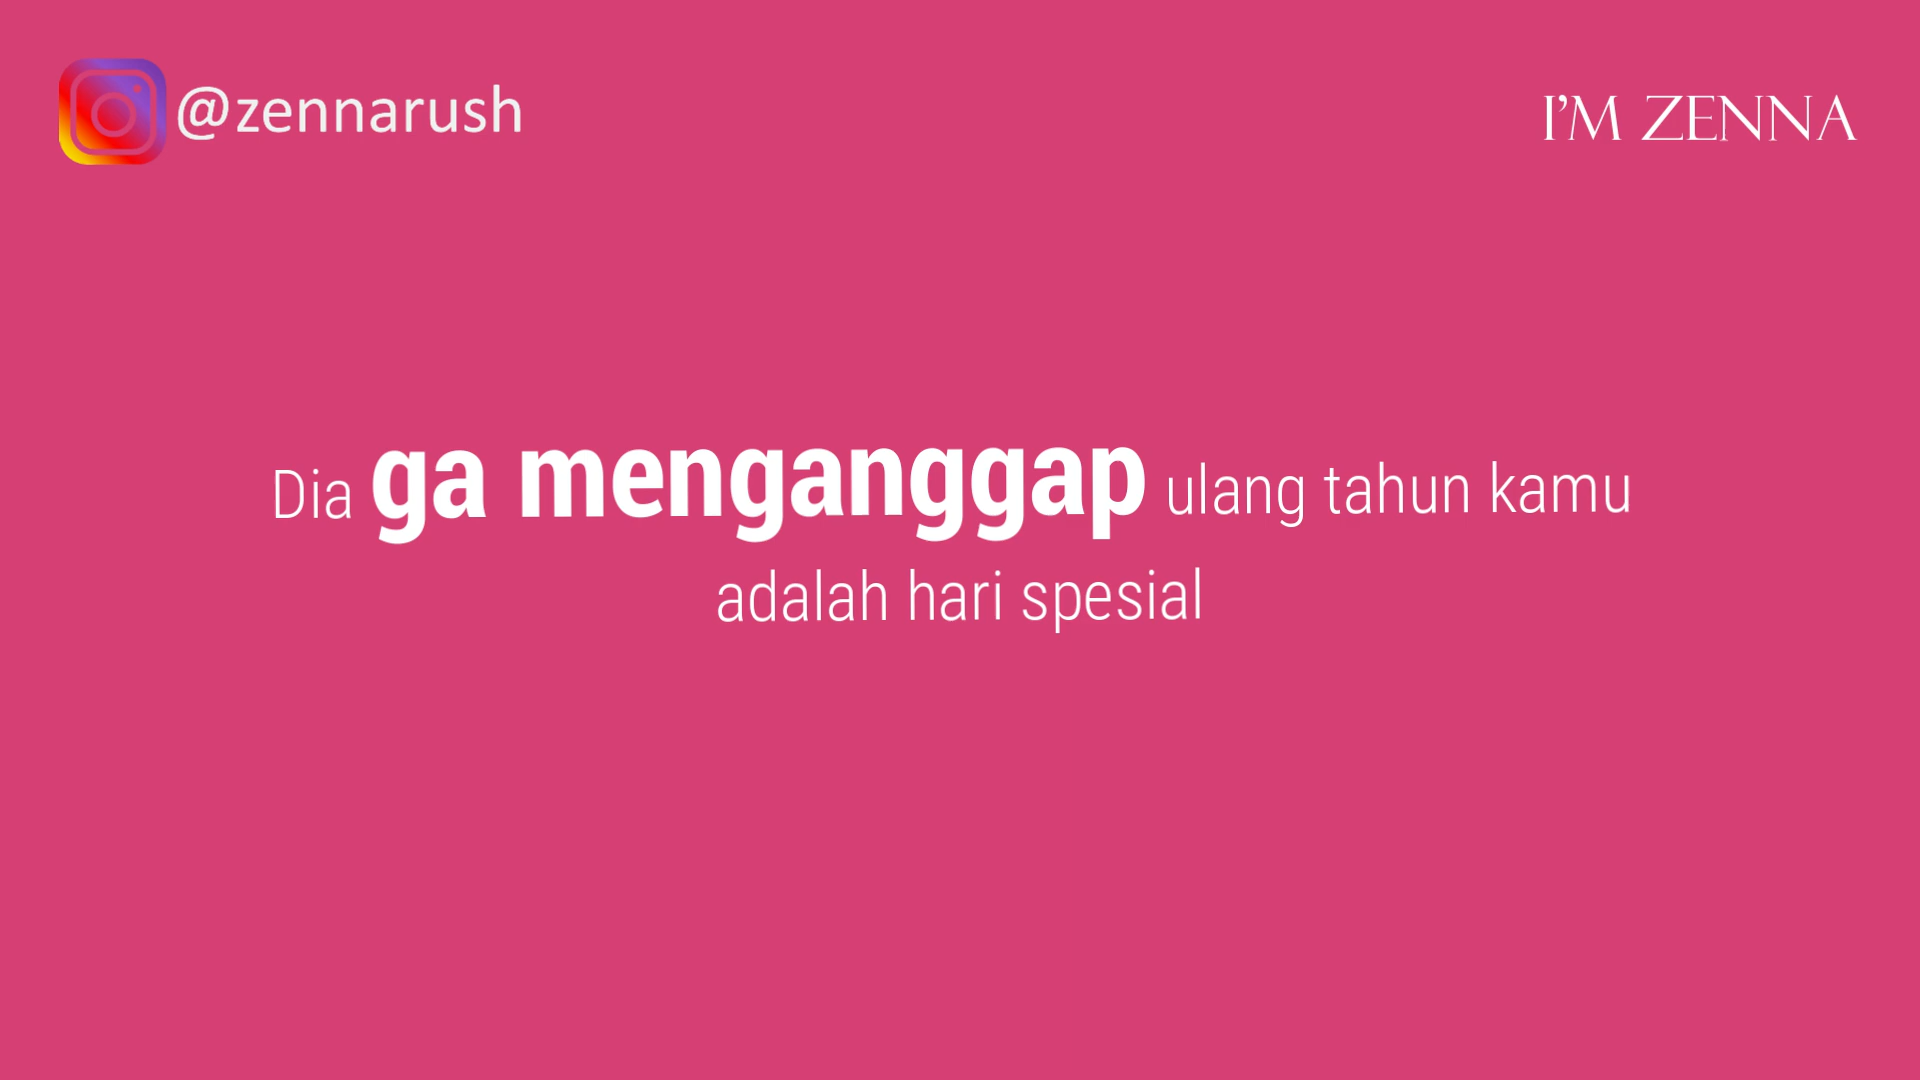 @zennarush
I'M ZENNA
Dia ga menganggap ulang tahun kamu
adalah hari spesial